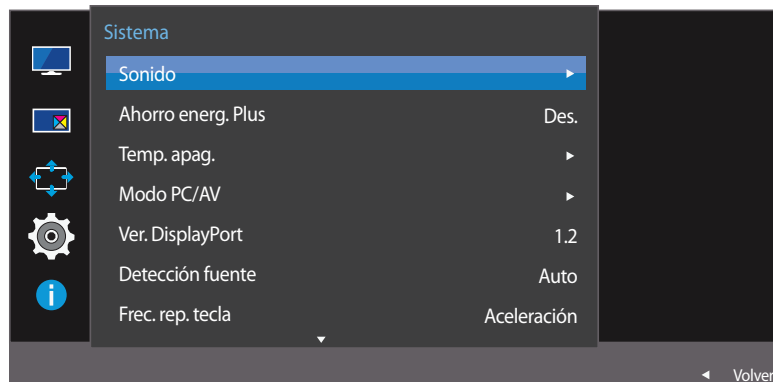 Sistema
Sonido
Ahorro energ. Plus Des.
Temp. apag.
Modo PC/AV
Ver. DisplayPort 1.2
Detección fuente Auto
Frec. rep. tecla Aceleración
Volver